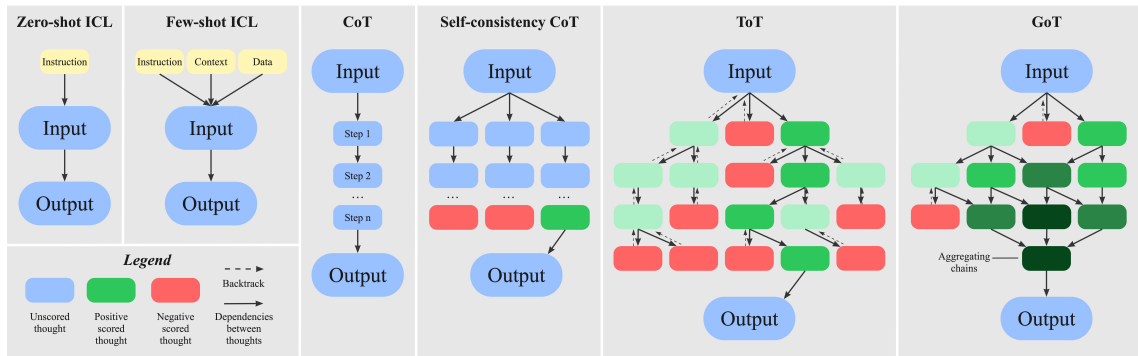 Zero-shot ICL
Instruction
Input
Output
Few-shot ICL
Instruction
Context
Data
Input
Output
CoT
Input
Step 1
Step 2
...
Step n
Output
Self-consistency CoT
Input
... ... ...
Output
ToT
Input
Output
GoT
Input
Aggregating
chains
Output
Legend
Backtrack
Unscored
thought
Positive
scored
thought
Negative
scored
thought
Dependencies
between
thoughts